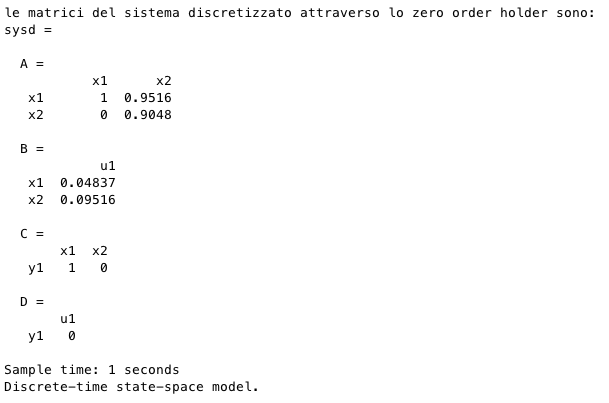 le matrici del sistema discretizzato attraverso lo zero order holder sono:
sysd =
A =
x1 x2
x1 1 0.9516
x2 0 0.9048
B =
u1
x1 0.04837
x2 0.09516
C =
x1 x2
y1 1 0
D =
u1
y1 0
Sample time: 1 seconds
Discrete-time state-space model.